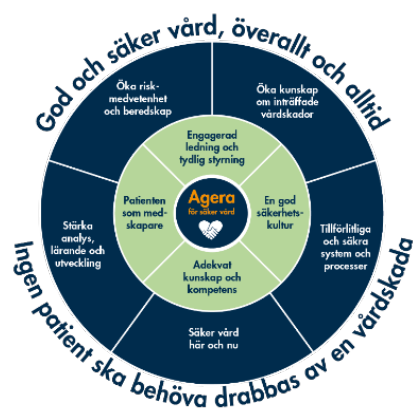 God och säker vård, överallt och alltid
Öka risk-
medvetenhet
och beredskap
Öka kunskap
om inträffade
vårdskador
Engagerad
ledning och
tydlig styrning
Patienten
som med-
skapare
Agera
för säker vård
En god
säkerhets-
kultur
Stärka
analys,
lärande och
utveckling
Tillförlitliga
och säkra
system och
processer
Adekvat
kunskap och
kompetens
Säker vård
här och nu
Ingen patient ska behöva drabbas av en vårdskada